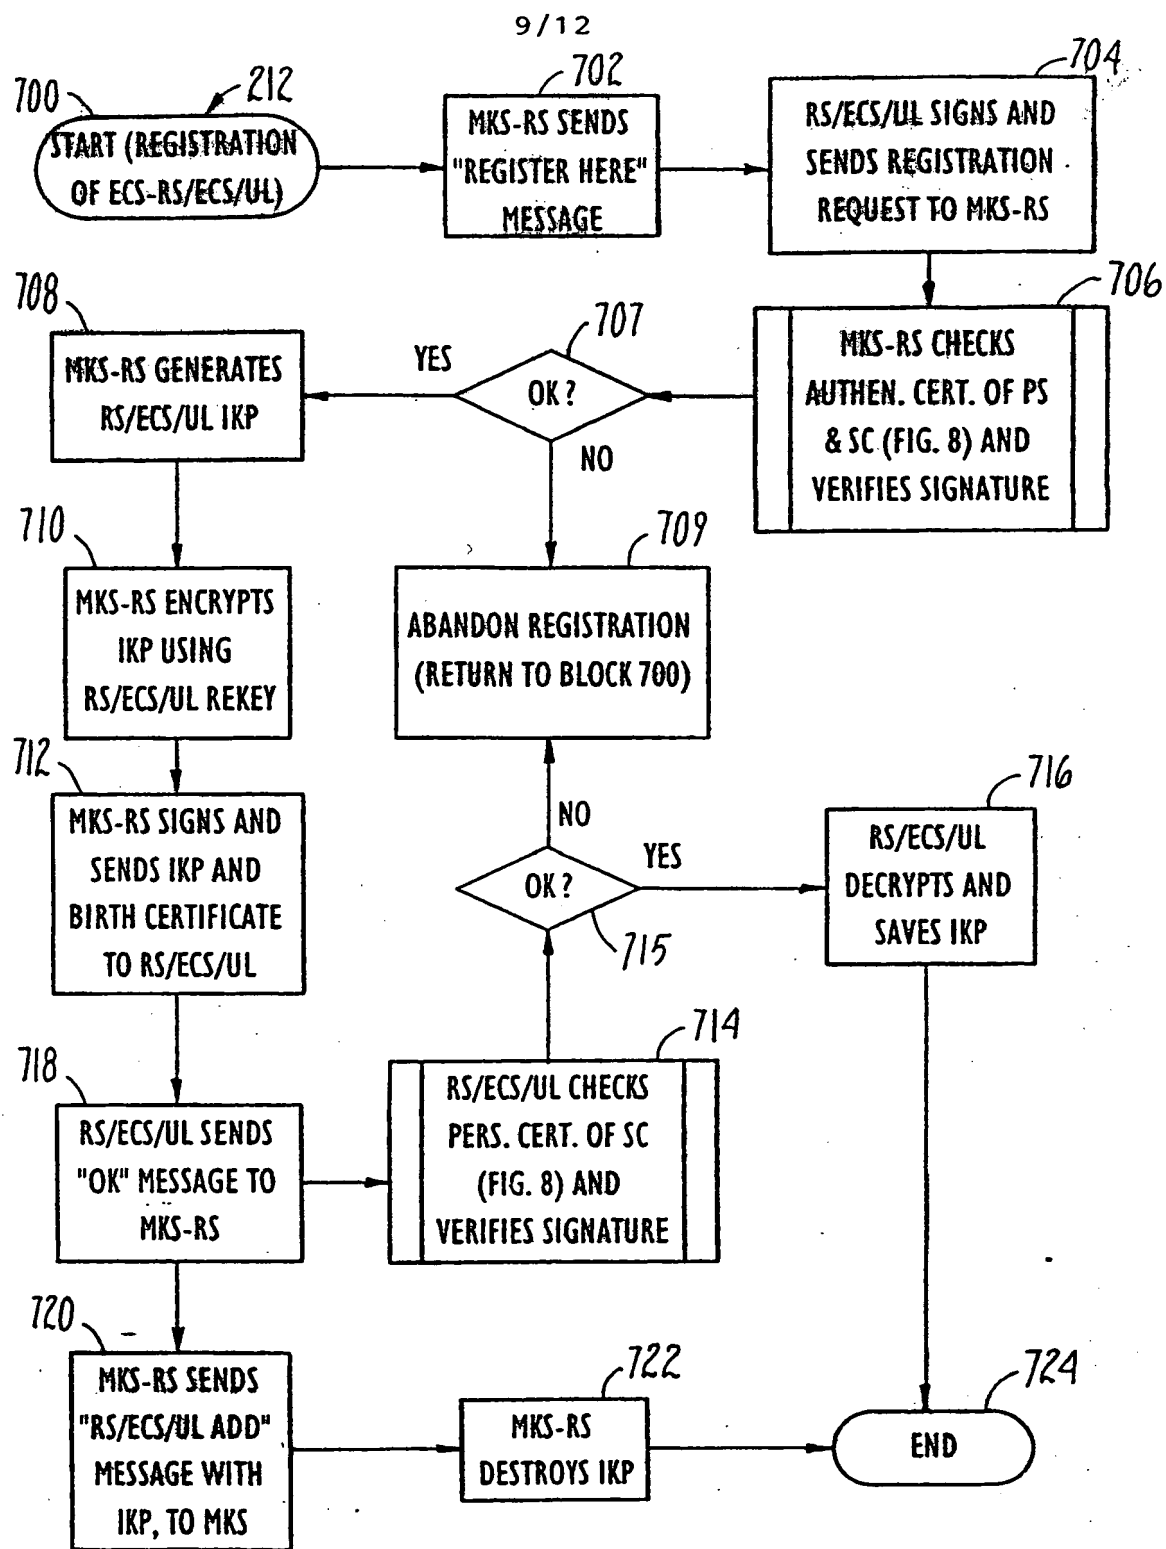 9/12
700
212
START (REGISTRATION
OF ECS-RS/ECS/UL)
702
MKS-RS SENDS
"REGISTER HERE"
MESSAGE
704
RS/ECS/UL SIGNS AND
SENDS REGISTRATION
REQUEST TO MKS-RS
706
MKS-RS CHECKS
AUTHEN. CERT. OF PS
& SC (FIG. 8) AND
VERIFIES SIGNATURE
707
OK?
YES
NO
708
MKS-RS GENERATES
RS/ECS/UL IKP
709
ABANDON REGISTRATION
(RETURN TO BLOCK 700)
710
MKS-RS ENCRYPTS
IKP USING
RS/ECS/UL REKEY
712
MKS-RS SIGNS AND
SENDS IKP AND
BIRTH CERTIFICATE
TO RS/ECS/UL
NO
OK?
YES
715
716
RS/ECS/UL
DECRYPTS AND
SAVES IKP
718
RS/ECS/UL SENDS
"OK" MESSAGE TO
MKS-RS
714
RS/ECS/UL CHECKS
PERS. CERT. OF SC
(FIG. 8) AND
VERIFIES SIGNATURE
720
MKS-RS SENDS
"RS/ECS/UL ADD"
MESSAGE WITH
IKP, TO MKS
722
MKS-RS
DESTROYS IKP
724
END